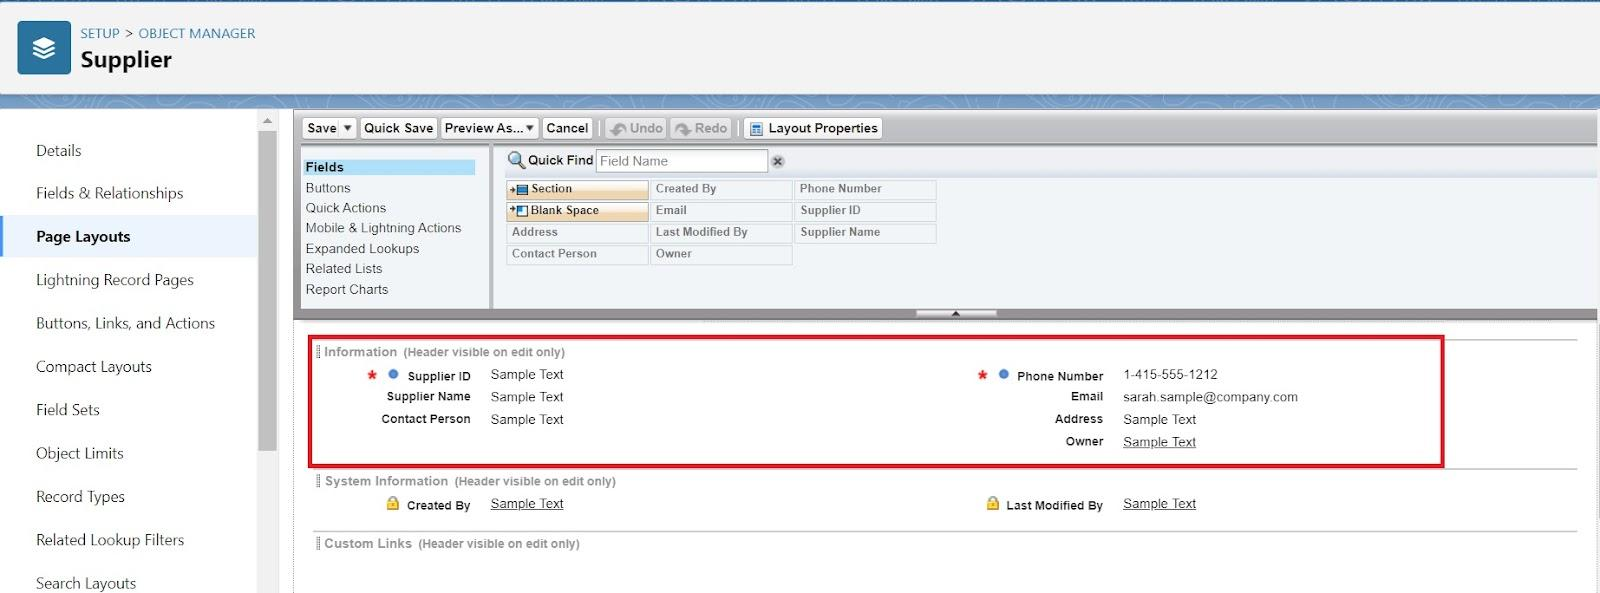 SETUP > OBJECT MANAGER
Supplier
Details
Fields & Relationships
Page Layouts
Lightning Record Pages
Buttons, Links, and Actions
Compact Layouts
Field Sets
Object Limits
Record Types
Related Lookup Filters
Search Layouts
Save Quick Save Preview As... Cancel Undo Redo Layout Properties
Fields
Buttons
Quick Actions
Mobile & Lightning Actions
Expanded Lookups
Related Lists
Report Charts
Quick Find Field Name
Section Created By Phone Number
Blank Space Email Supplier ID
Address Last Modified By Supplier Name
Contact Person Owner
Information (Header visible on edit only)
* Supplier ID Sample Text * Phone Number 1-415-555-1212
Supplier Name Sample Text Email sarah.sample@company.com
Contact Person Sample Text Address Sample Text
Owner Sample Text
System Information (Header visible on edit only)
Created By Sample Text Last Modified By Sample Text
Custom Links (Header visible on edit only)